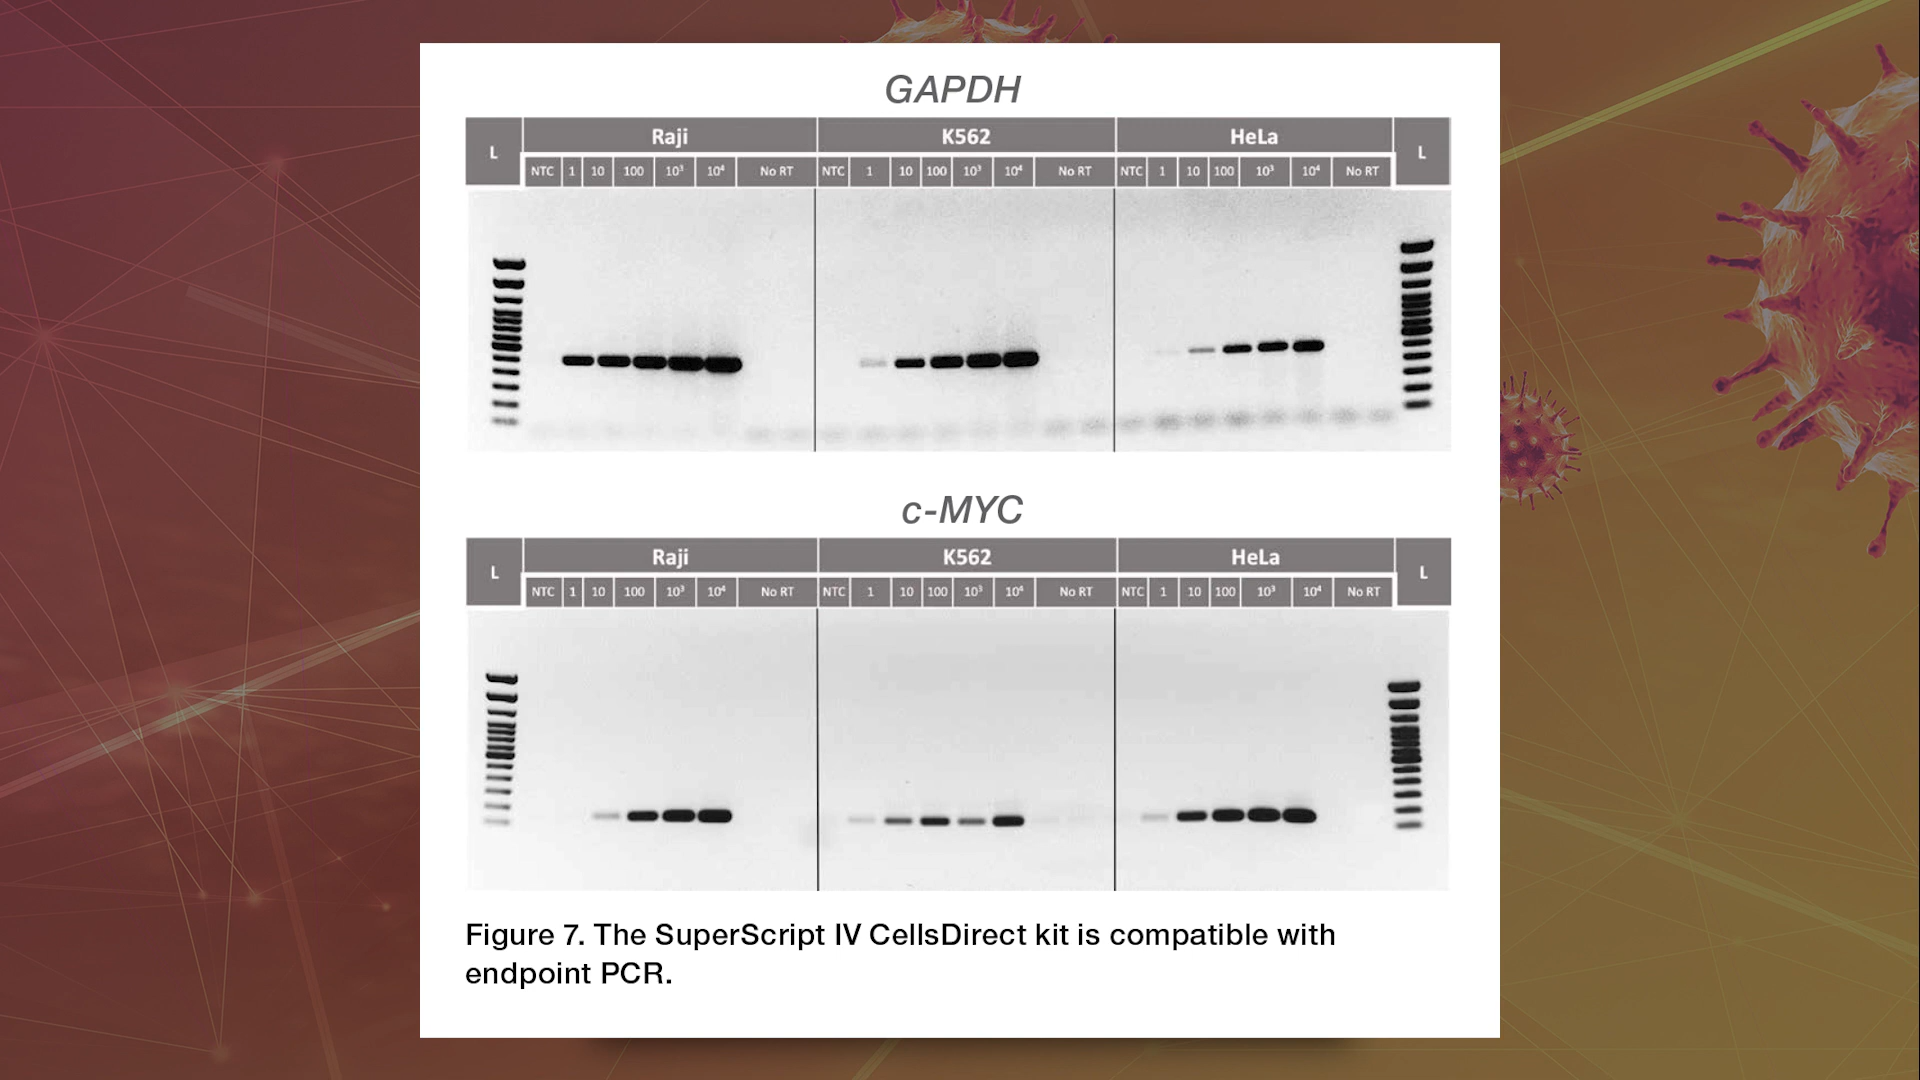 GAPDH
L Raji K562 HeLa L
NTC 1 10 100 10³ 10⁴ No RT NTC 1 10 100 10³ 10⁴ No RT NTC 1 10 100 10³ 10⁴ No RT
c-MYC
L Raji K562 HeLa L
NTC 1 10 100 10³ 10⁴ No RT NTC 1 10 100 10³ 10⁴ No RT NTC 1 10 100 10³ 10⁴ No RT
Figure 7. The SuperScript IV CellsDirect kit is compatible with
endpoint PCR.